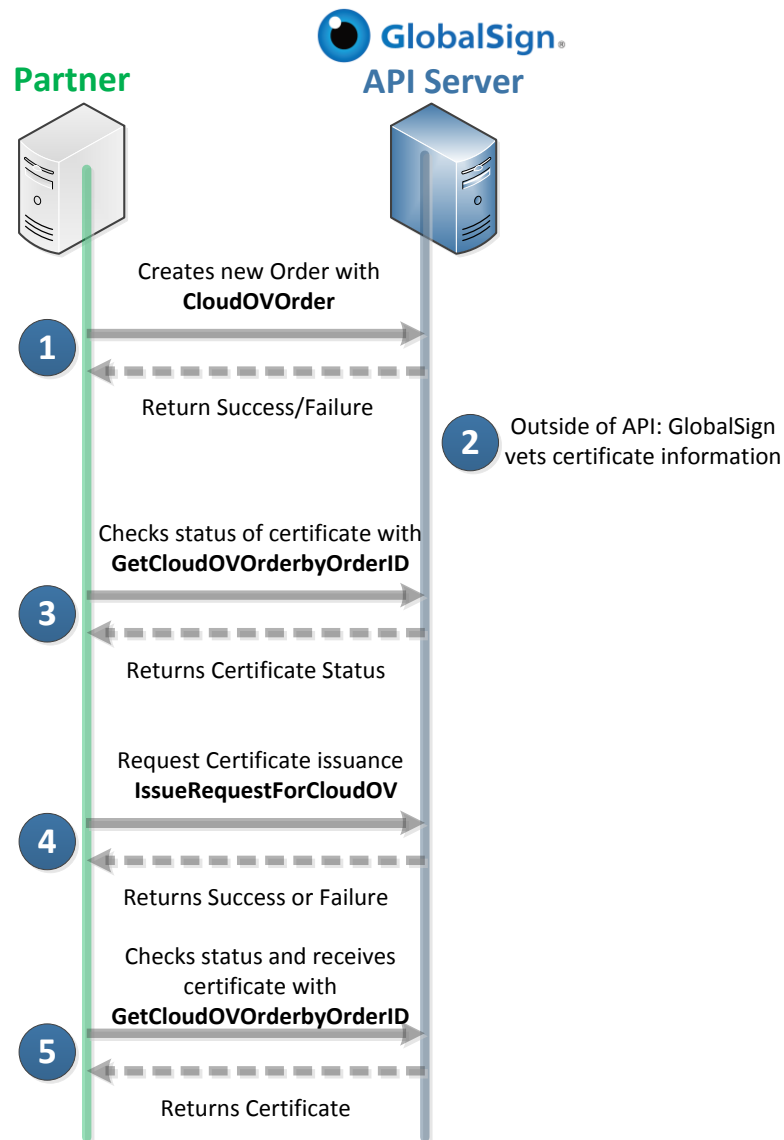 GlobalSign®
Partner
API Server
Creates new Order with
CloudOVOrder
1
Return Success/Failure
2
Outside of API: GlobalSign
vets certificate information
Checks status of certificate with
GetCloudOVOrderbyOrderID
3
Returns Certificate Status
Request Certificate issuance
IssueRequestForCloudOV
4
Returns Success or Failure
Checks status and receives
certificate with
GetCloudOVOrderbyOrderID
5
Returns Certificate